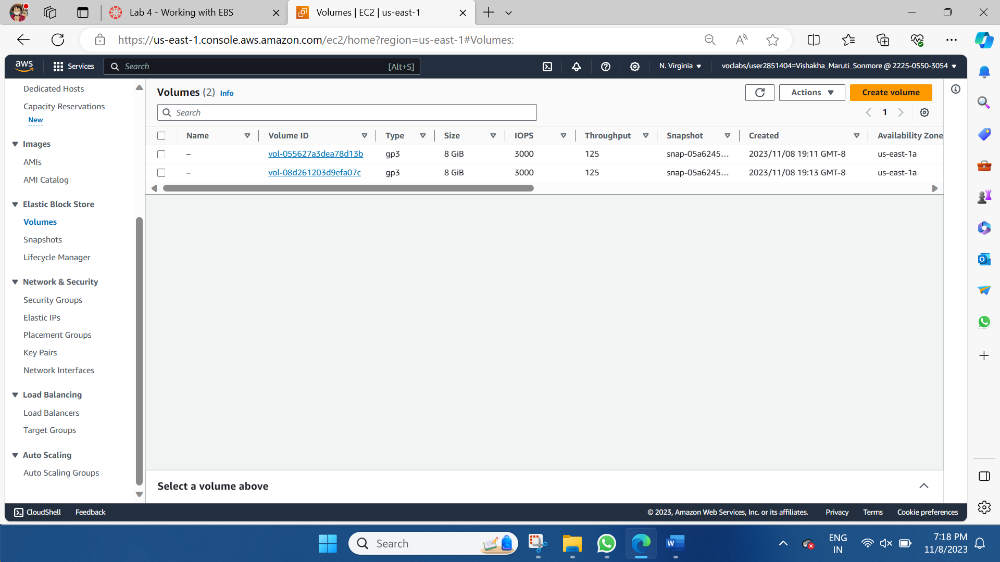 Lab 4 - Working with EBS
Volumes | EC2 | us-east-1
https://us-east-1.console.aws.amazon.com/ec2/home?region=us-east-1#Volumes:
aws
Services
Search
[Alt+S]
N. Virginia
voclabs/user2851404=Vishakha_Maruti_Sonmore @ 2225-0550-3054
Dedicated Hosts
Capacity Reservations
New
Images
AMIs
AMI Catalog
Elastic Block Store
Volumes
Snapshots
Lifecycle Manager
Network & Security
Security Groups
Elastic IPs
Placement Groups
Key Pairs
Network Interfaces
Load Balancing
Load Balancers
Target Groups
Auto Scaling
Auto Scaling Groups
Volumes (2) Info
Actions
Create volume
Search
1
Name Volume ID Type Size IOPS Throughput Snapshot Created Availability Zone
– vol-055627a3dea78d13b gp3 8 GiB 3000 125 snap-05a6245... 2023/11/08 19:11 GMT-8 us-east-1a
– vol-08d261203d9efa07c gp3 8 GiB 3000 125 snap-05a6245... 2023/11/08 19:13 GMT-8 us-east-1a
Select a volume above
CloudShell Feedback © 2023, Amazon Web Services, Inc. or its affiliates. Privacy Terms Cookie preferences
Search
W
ENG
IN
7:18 PM
11/8/2023